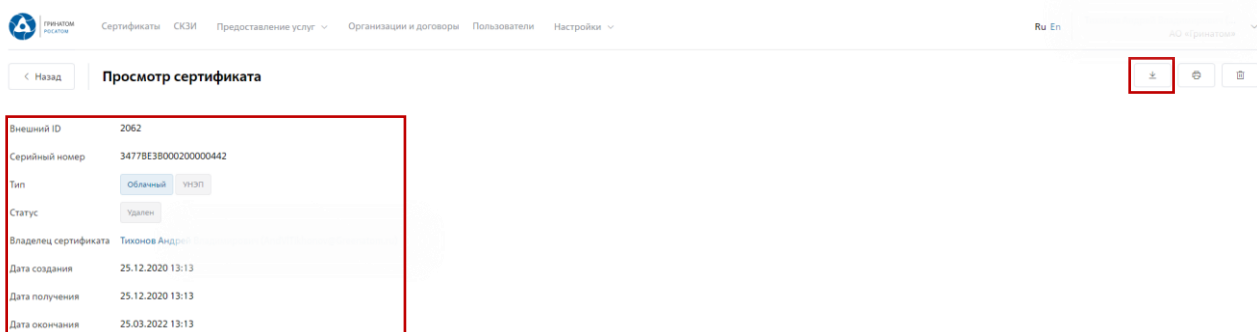 ГРИНАТОМ
РОСАТОМ
Сертификаты СКЗИ Предоставление услуг Организации и договоры Пользователи Настройки Ru En
АО «Гринатом»
Назад Просмотр сертификата
Внешний ID 2062
Серийный номер 3477BE3B000200000442
Тип Облачный УНЭП
Статус Удален
Владелец сертификата Тихонов Андрей
Дата создания 25.12.2020 13:13
Дата получения 25.12.2020 13:13
Дата окончания 25.03.2022 13:13